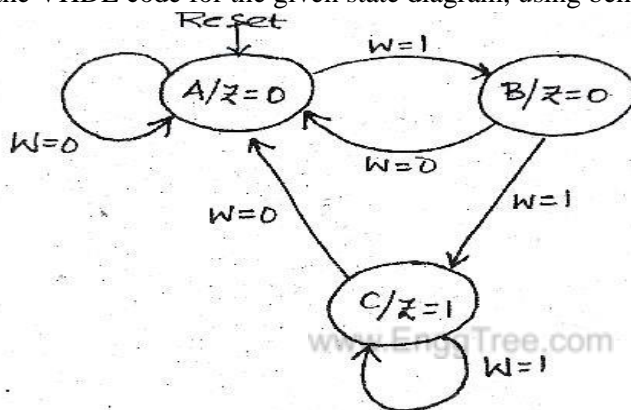 the VHDL code for the given state diagram, using
Reset
W=1
A/Z=0
B/Z=0
W=0
W=0
W=0
W=1
C/Z=1
www.EnggTree.com
W=1